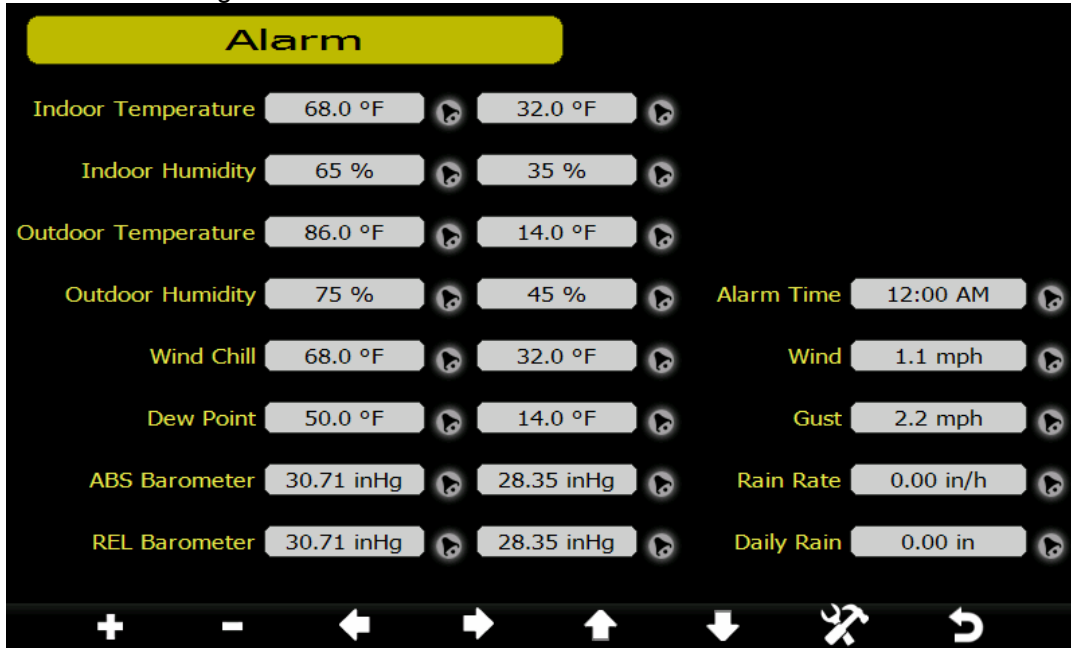 Alarm
Indoor Temperature 68.0 °F 32.0 °F
Indoor Humidity 65 % 35 %
Outdoor Temperature 86.0 °F 14.0 °F
Outdoor Humidity 75 % 45 % Alarm Time 12:00 AM
Wind Chill 68.0 °F 32.0 °F Wind 1.1 mph
Dew Point 50.0 °F 14.0 °F Gust 2.2 mph
ABS Barometer 30.71 inHg 28.35 inHg Rain Rate 0.00 in/h
REL Barometer 30.71 inHg 28.35 inHg Daily Rain 0.00 in